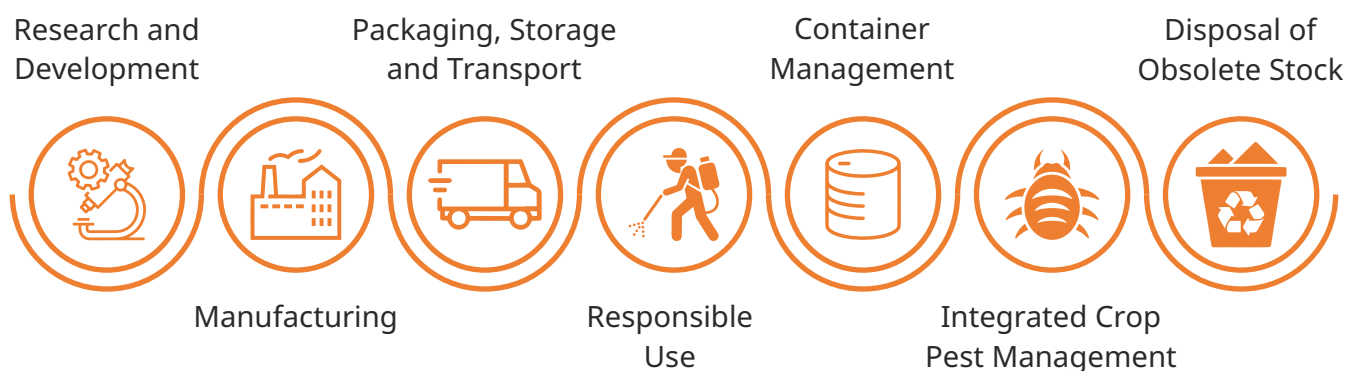 Research and
Development
Manufacturing
Packaging, Storage
and Transport
Responsible
Use
Container
Management
Integrated Crop
Pest Management
Disposal of
Obsolete Stock